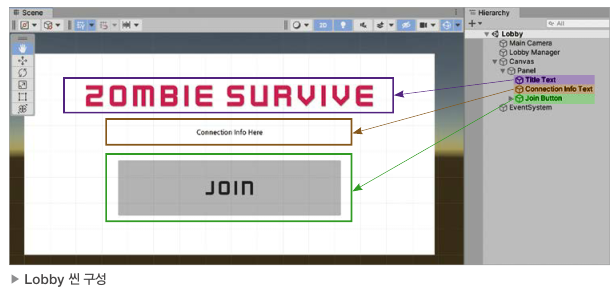 Scene
Hierarchy
2D
All
Lobby
Main Camera
Lobby Manager
Canvas
Panel
Title Text
Connection Info Text
Join Button
EventSystem
ZOMBIE SURVIVE
Connection Info Here
JOIN
▶ Lobby 씬 구성